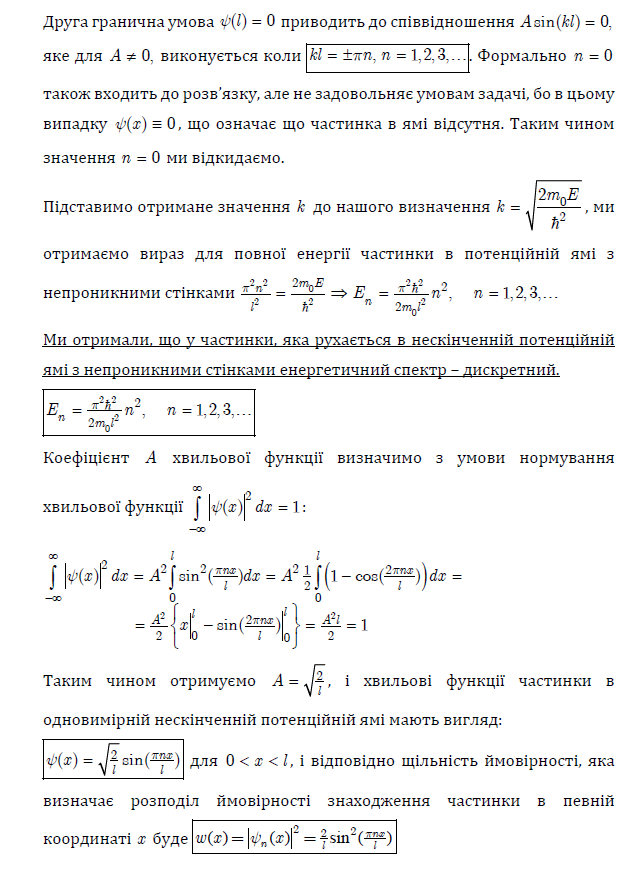 Друга гранична умова ψ(l) = 0 приводить до співвідношення A sin(kl) = 0,
яке для A ≠ 0, виконується коли kl = ±πn, n = 1,2,3,… . Формально n = 0
також входить до розв’язку, але не задовольняє умовам задачі, бо в цьому
випадку ψ(x) ≡ 0, що означає що частинка в ямі відсутня. Таким чином
значення n = 0 ми відкидаємо.
Підставимо отримане значення k до нашого визначення k = √(2m₀E/ℏ²), ми
отримаємо вираз для повної енергії частинки в потенційній ямі з
непроникними стінками π²n²/l² = 2m₀E/ℏ² ⇒ Eₙ = π²ℏ²/2m₀l² n², n = 1,2,3,…
Ми отримали, що у частинки, яка рухається в нескінченній потенційній
ямі з непроникними стінками енергетичний спектр – дискретний.
Eₙ = π²ℏ²/2m₀l² n², n = 1,2,3,…
Коефіцієнт A хвильової функції визначимо з умови нормування
хвильової функції ∫_{−∞}^{∞} |ψ(x)|² dx = 1:
∫_{−∞}^{∞} |ψ(x)|² dx = A² ∫_0^l sin²(πnx/l)dx = A² 1/2 ∫_0^l (1 − cos(2πnx/l))dx =
= A²/2 {x|_0^l − sin(2πnx/l)|_0^l} = A²l/2 = 1
Таким чином отримуємо A = √(2/l), і хвильові функції частинки в
одновимірній нескінченній потенційній ямі мають вигляд:
ψ(x) = √(2/l) sin(πnx/l) для 0 < x < l, і відповідно щільність ймовірності, яка
визначає розподіл ймовірності знаходження частинки в певній
координаті x буде w(x) = |ψₙ(x)|² = 2/l sin²(πnx/l)